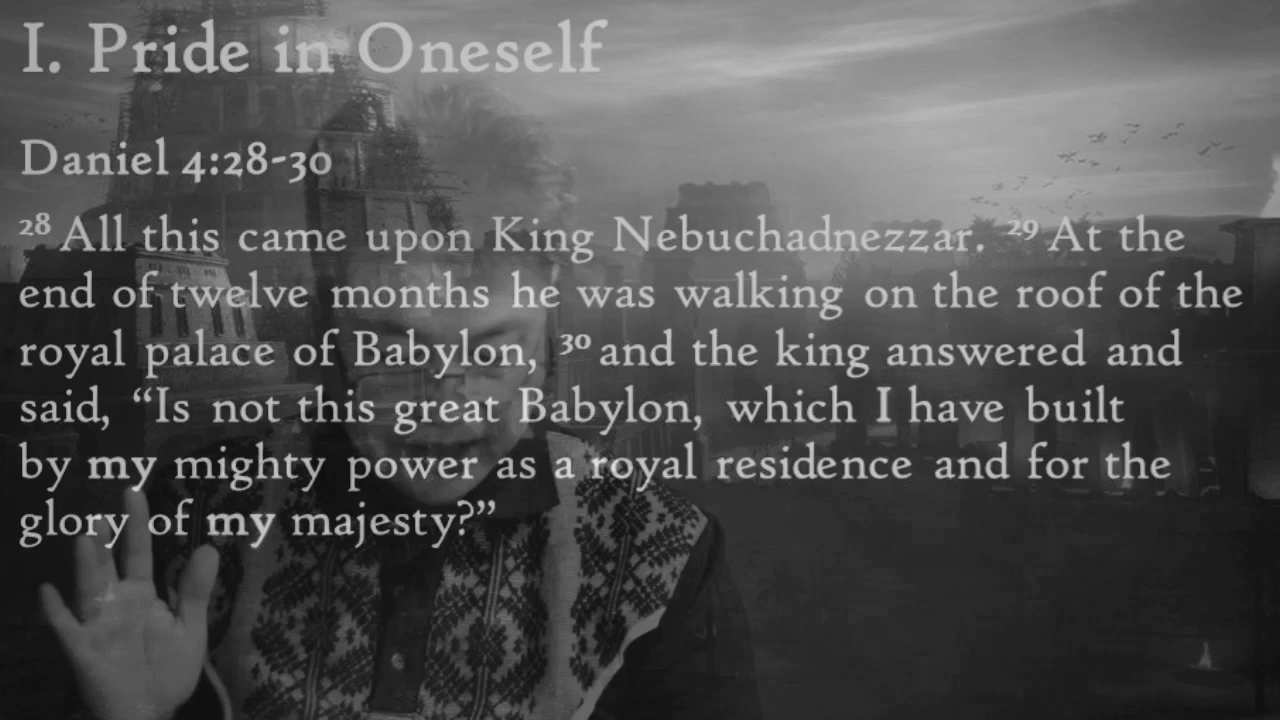 I. Pride in Oneself
Daniel 4:28-30
²⁸ All this came upon King Nebuchadnezzar. ²⁹ At the
end of twelve months he was walking on the roof of the
royal palace of Babylon, ³⁰ and the king answered and
said, “Is not this great Babylon, which I have built
by my mighty power as a royal residence and for the
glory of my majesty?”